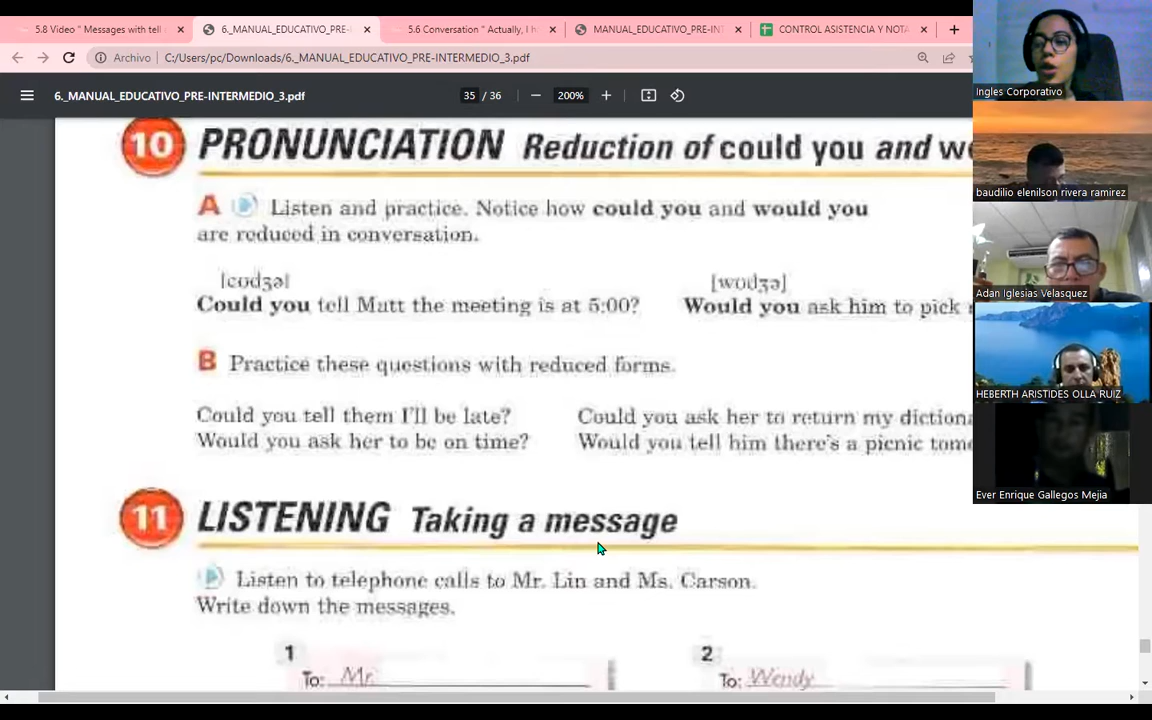 5.8 Video " Messages with tell
6._MANUAL_EDUCATIVO_PRE-I
5.6 Conversation " Actually, I h
MANUAL_EDUCATIVO_PRE-INT
CONTROL ASISTENCIA Y NOTA
Archivo C:/Users/pc/Downloads/6._MANUAL_EDUCATIVO_PRE-INTERMEDIO_3.pdf
6._MANUAL_EDUCATIVO_PRE-INTERMEDIO_3.pdf 35 / 36 200%
10 PRONUNCIATION Reduction of could you and wo
A Listen and practice. Notice how could you and would you
are reduced in conversation.
[cʊdʒə] [wʊdʒə]
Could you tell Matt the meeting is at 5:00? Would you ask him to pick
B Practice these questions with reduced forms.
Could you tell them I'll be late? Could you ask her to return my dictiona
Would you ask her to be on time? Would you tell him there's a picnic tom
11 LISTENING Taking a message
Listen to telephone calls to Mr. Lin and Ms. Carson.
Write down the messages.
1 2
To: Mr. To: Wendy
Ingles Corporativo
baudilio elenilson rivera ramirez
Adan Iglesias Velasquez
HEBERTH ARISTIDES OLLA RUIZ
Ever Enrique Gallegos Mejia